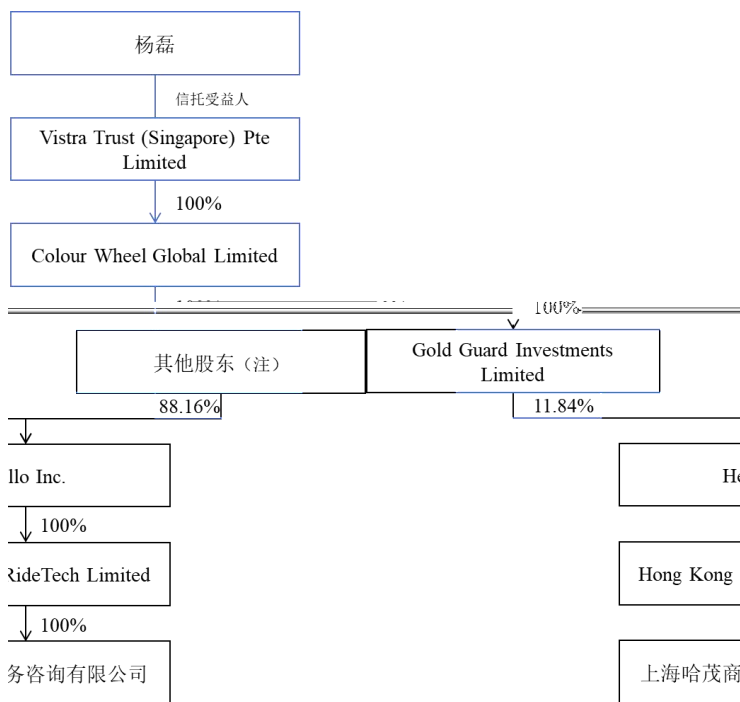 杨磊
信托受益人
Vistra Trust (Singapore) Pte
Limited
100%
Colour Wheel Global Limited
100%
其他股东（注）
Gold Guard Investments
Limited
88.16%
11.84%
llo Inc.
He
100%
RideTech Limited
Hong Kong
100%
务咨询有限公司
上海哈茂商